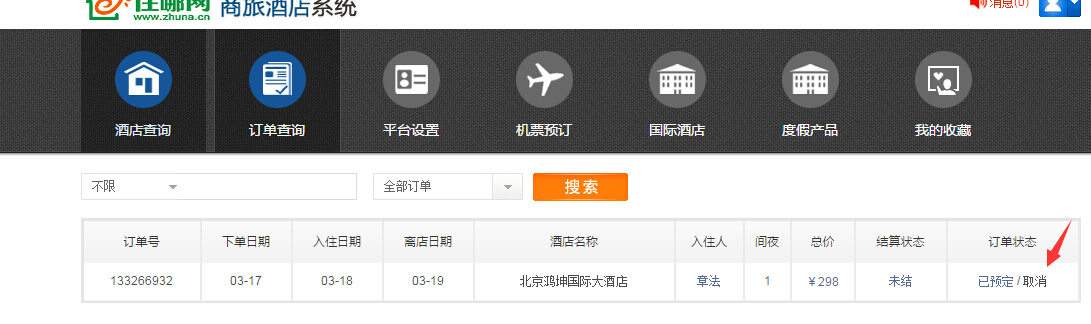 住哪网 商旅酒店系统
www.zhuna.cn
消息(0)
酒店查询 订单查询 平台设置 机票预订 国际酒店 度假产品 我的收藏
不限 全部订单 搜索
订单号 下单日期 入住日期 离店日期 酒店名称 入住人 间夜 总价 结算状态 订单状态
133266932 03-17 03-18 03-19 北京鸿坤国际大酒店 章法 1 ¥298 未结 已预定 / 取消